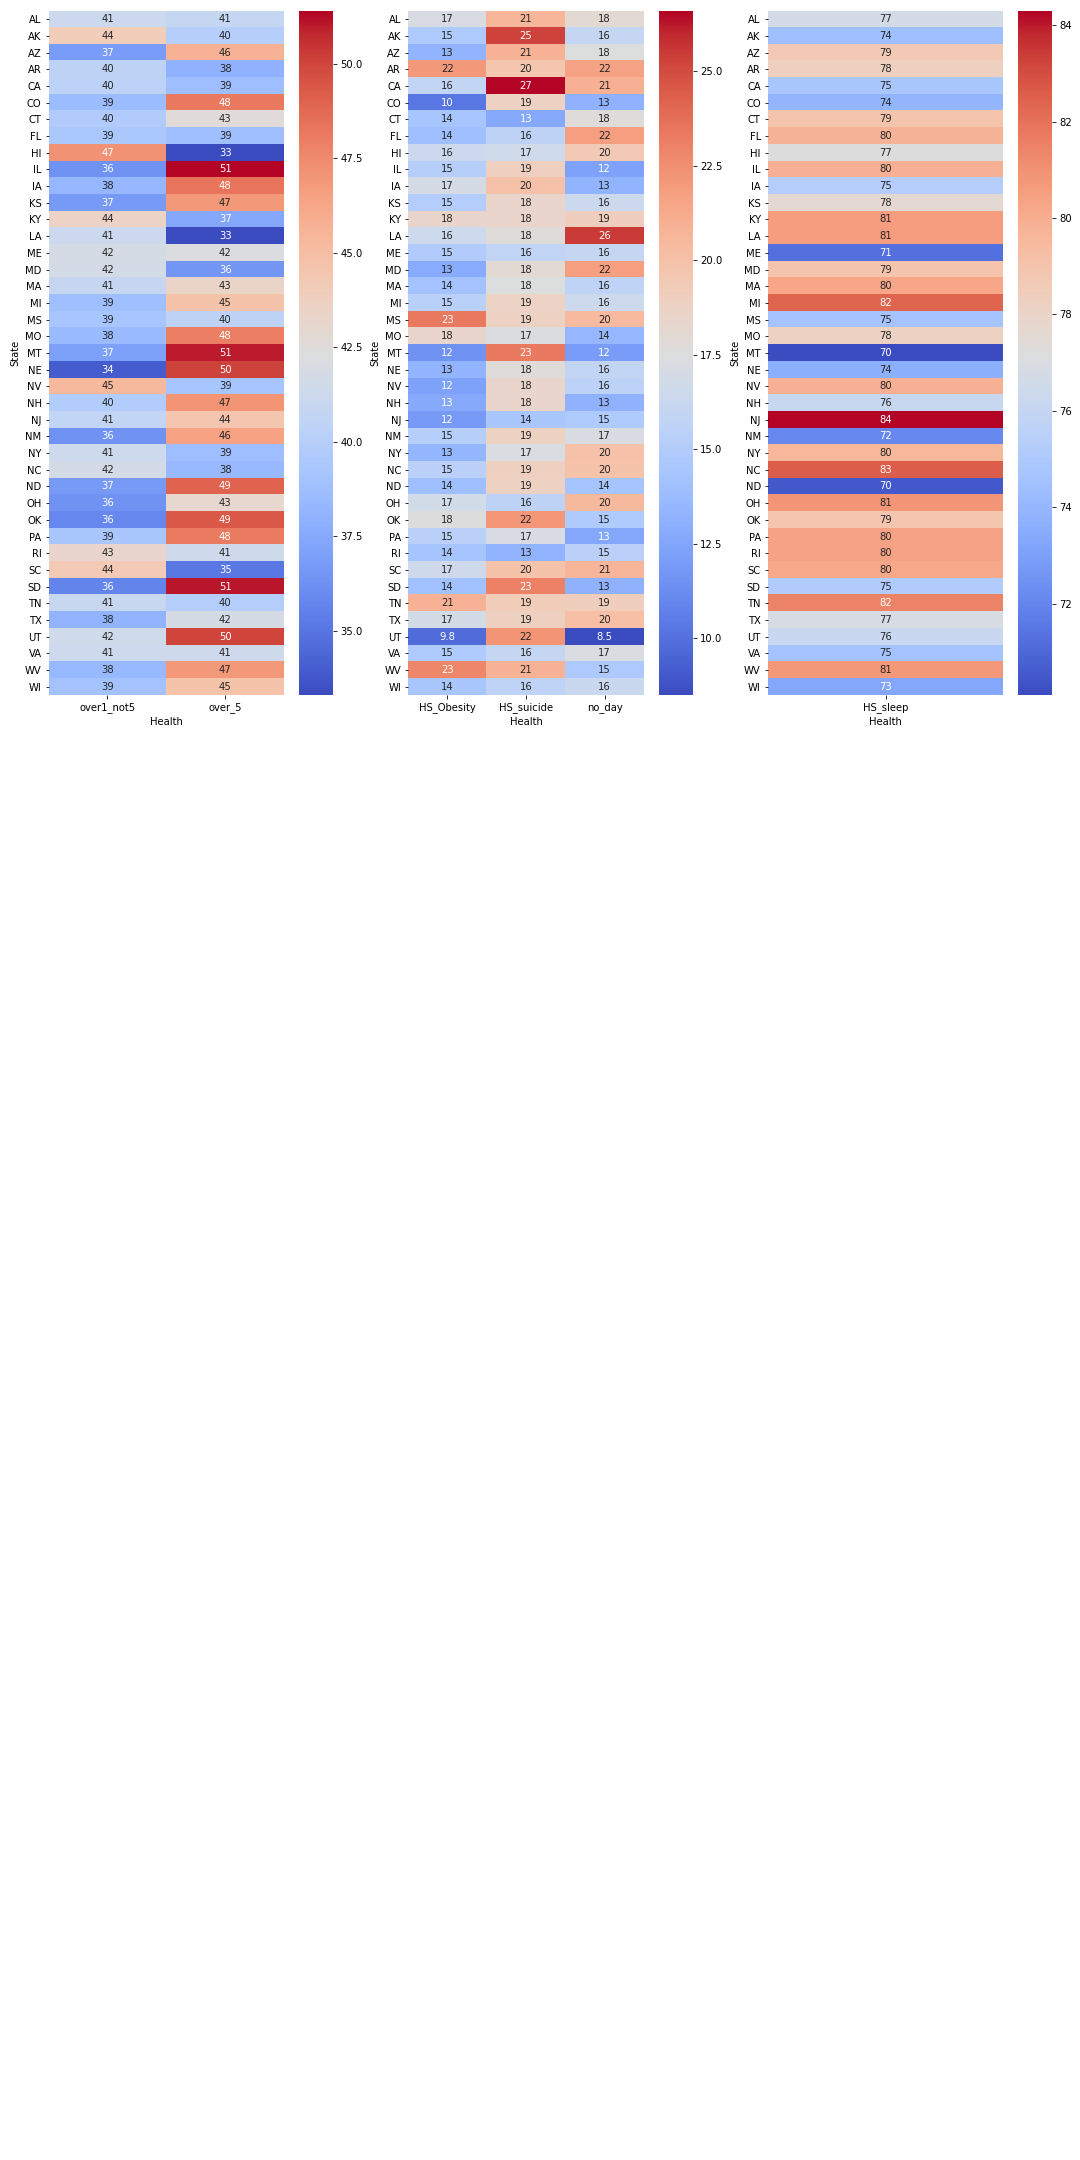 State
AL 41 41
AK 44 40
AZ 37 46
AR 40 38
CA 40 39
CO 39 48
CT 40 43
FL 39 39
HI 47 33
IL 36 51
IA 38 48
KS 37 47
KY 44 37
LA 41 33
ME 42 42
MD 42 36
MA 41 43
MI 39 45
MS 39 40
MO 38 48
MT 37 51
NE 34 50
NV 45 39
NH 40 47
NJ 41 44
NM 36 46
NY 41 39
NC 42 38
ND 37 49
OH 36 43
OK 36 49
PA 39 48
RI 43 41
SC 44 35
SD 36 51
TN 41 40
TX 38 42
UT 42 50
VA 41 41
WV 38 47
WI 39 45
over1_not5 over_5
Health
50.0
47.5
45.0
42.5
40.0
37.5
35.0
State
AL 17 21 18
AK 15 25 16
AZ 13 21 18
AR 22 20 22
CA 16 27 21
CO 10 19 13
CT 14 13 18
FL 14 16 22
HI 16 17 20
IL 15 19 12
IA 17 20 13
KS 15 18 16
KY 18 18 19
LA 16 18 26
ME 15 16 16
MD 13 18 22
MA 14 18 16
MI 15 19 16
MS 23 19 20
MO 18 17 14
MT 12 23 12
NE 13 18 16
NV 12 18 16
NH 13 18 13
NJ 12 14 15
NM 15 19 17
NY 13 17 20
NC 15 19 20
ND 14 19 14
OH 17 16 20
OK 18 22 15
PA 15 17 13
RI 14 13 15
SC 17 20 21
SD 14 23 13
TN 21 19 19
TX 17 19 20
UT 9.8 22 8.5
VA 15 16 17
WV 23 21 15
WI 14 16 16
HS_Obesity HS_suicide no_day
Health
25.0
22.5
20.0
17.5
15.0
12.5
10.0
State
AL 77
AK 74
AZ 79
AR 78
CA 75
CO 74
CT 79
FL 80
HI 77
IL 80
IA 75
KS 78
KY 81
LA 81
ME 71
MD 79
MA 80
MI 82
MS 75
MO 78
MT 70
NE 74
NV 80
NH 76
NJ 84
NM 72
NY 80
NC 83
ND 70
OH 81
OK 79
PA 80
RI 80
SC 80
SD 75
TN 82
TX 77
UT 76
VA 75
WV 81
WI 73
HS_sleep
Health
84
82
80
78
76
74
72